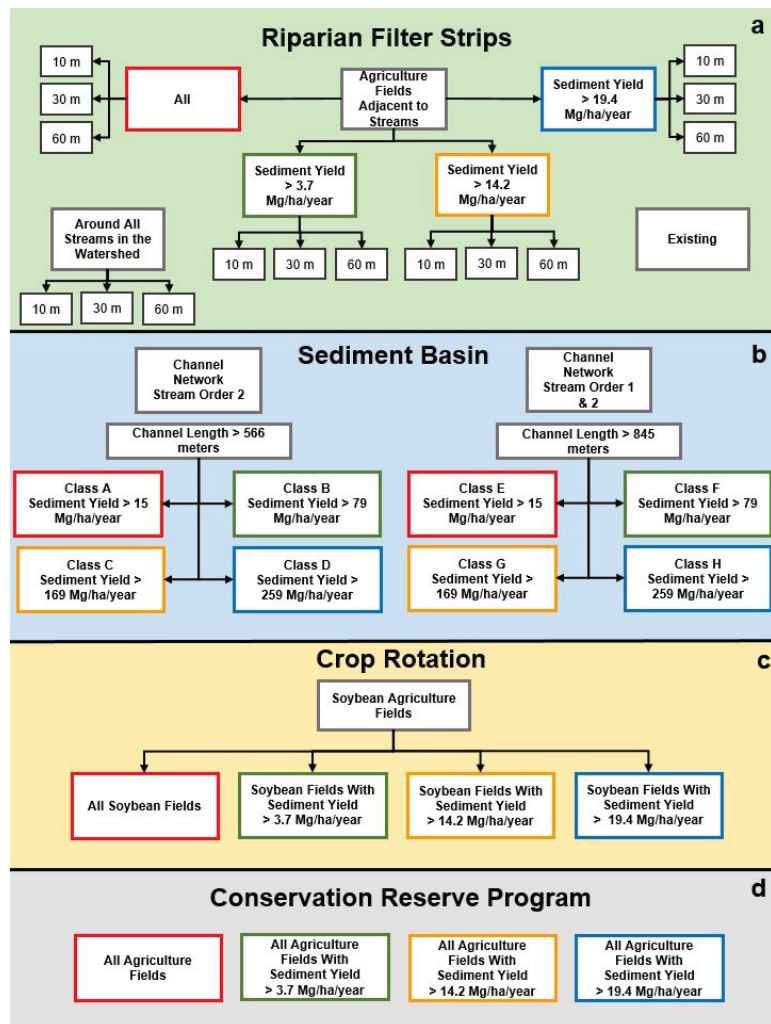 a
Riparian Filter Strips
10 m
30 m
60 m
All
Agriculture
Fields
Adjacent to
Streams
Sediment Yield
> 19.4
Mg/ha/year
10 m
30 m
60 m
Sediment Yield
> 3.7
Mg/ha/year
Sediment Yield
> 14.2
Mg/ha/year
Around All
Streams in the
Watershed
Existing
10 m
30 m
60 m
10 m
30 m
60 m
10 m
30 m
60 m
Sediment Basin
b
Channel
Network
Stream Order 2
Channel
Network
Stream Order 1
& 2
Channel Length > 566
meters
Channel Length > 845
meters
Class A
Sediment Yield > 15
Mg/ha/year
Class B
Sediment Yield > 79
Mg/ha/year
Class E
Sediment Yield > 15
Mg/ha/year
Class F
Sediment Yield > 79
Mg/ha/year
Class C
Sediment Yield >
169 Mg/ha/year
Class D
Sediment Yield >
259 Mg/ha/year
Class G
Sediment Yield >
169 Mg/ha/year
Class H
Sediment Yield >
259 Mg/ha/year
Crop Rotation
c
Soybean Agriculture
Fields
All Soybean Fields
Soybean Fields With
Sediment Yield
> 3.7 Mg/ha/year
Soybean Fields With
Sediment Yield
> 14.2 Mg/ha/year
Soybean Fields With
Sediment Yield
> 19.4 Mg/ha/year
Conservation Reserve Program
d
All Agriculture
Fields
All Agriculture
Fields With
Sediment Yield
> 3.7 Mg/ha/year
All Agriculture
Fields With
Sediment Yield
> 14.2 Mg/ha/year
All Agriculture
Fields With
Sediment Yield
> 19.4 Mg/ha/year